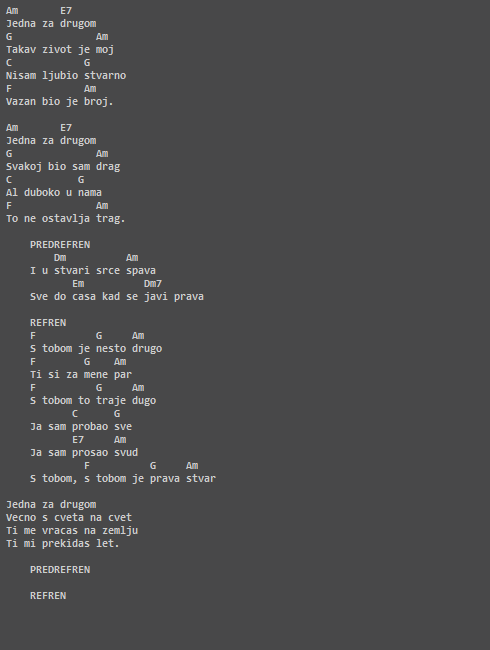 Am       E7
Jedna za drugom
G              Am
Takav zivot je moj
C            G
Nisam ljubio stvarno
F            Am
Vazan bio je broj.

Am       E7
Jedna za drugom
G              Am
Svakoj bio sam drag
C           G
Al duboko u nama
F              Am
To ne ostavlja trag.

    PREDREFREN
        Dm          Am
    I u stvari srce spava
           Em          Dm7
    Sve do casa kad se javi prava

    REFREN
    F          G     Am
    S tobom je nesto drugo
    F        G    Am
    Ti si za mene par
    F          G     Am
    S tobom to traje dugo
           C      G
    Ja sam probao sve
           E7     Am
    Ja sam prosao svud
             F          G     Am
    S tobom, s tobom je prava stvar

Jedna za drugom
Vecno s cveta na cvet
Ti me vracas na zemlju
Ti mi prekidas let.

    PREDREFREN

    REFREN